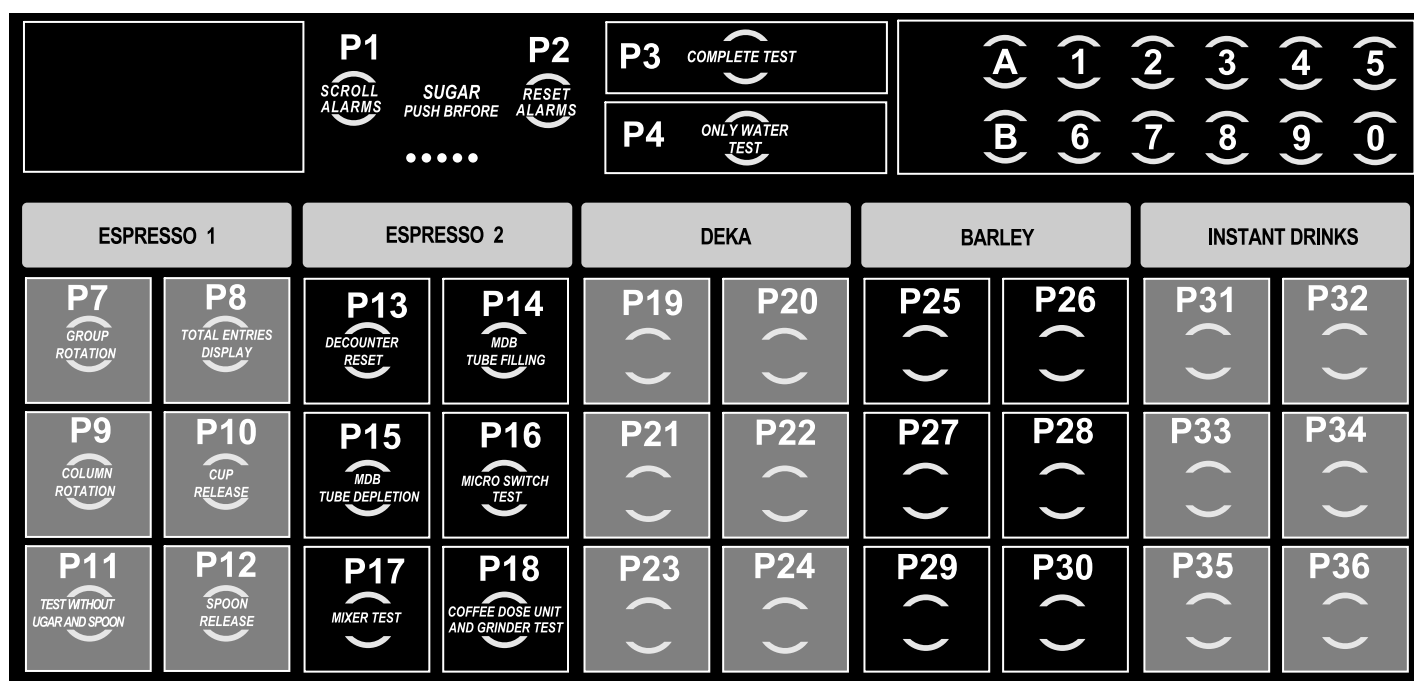 P1
SCROLL
ALARMS
SUGAR
PUSH BRFORE
P2
RESET
ALARMS
P3 COMPLETE TEST
P4 ONLY WATER
TEST
A 1 2 3 4 5
B 6 7 8 9 0
ESPRESSO 1
ESPRESSO 2
DEKA
BARLEY
INSTANT DRINKS
P7
GROUP
ROTATION
P8
TOTAL ENTRIES
DISPLAY
P13
DECOUNTER
RESET
P14
MDB
TUBE FILLING
P19
P20
P25
P26
P31
P32
P9
COLUMN
ROTATION
P10
CUP
RELEASE
P15
MDB
TUBE DEPLETION
P16
MICRO SWITCH
TEST
P21
P22
P27
P28
P33
P34
P11
TEST WITHOUT
UGAR AND SPOON
P12
SPOON
RELEASE
P17
MIXER TEST
P18
COFFEE DOSE UNIT
AND GRINDER TEST
P23
P24
P29
P30
P35
P36